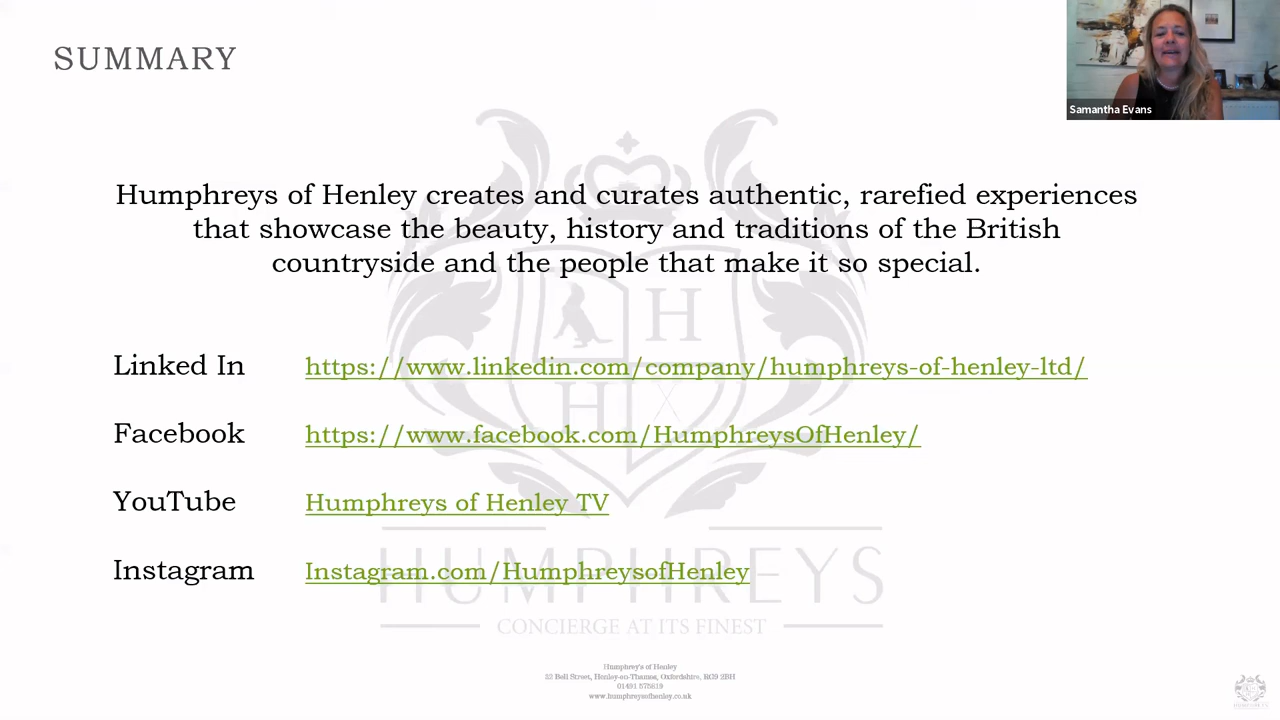 SUMMARY
Samantha Evans
Humphreys of Henley creates and curates authentic, rarefied experiences
that showcase the beauty, history and traditions of the British
countryside and the people that make it so special.
H
H
Linked In https://www.linkedin.com/company/humphreys-of-henley-ltd/
Facebook https://www.facebook.com/HumphreysOfHenley/
YouTube Humphreys of Henley TV
Instagram Instagram.com/HumphreysofHenley
HUMPHREYS
CONCIERGE AT ITS FINEST
Humphrey's of Henley
Bell Street, Henley-on-Thames, Oxfordshire, RG9 2BH
01491 575619
www.humphreysofhenley.co.uk
HUMPHREYS